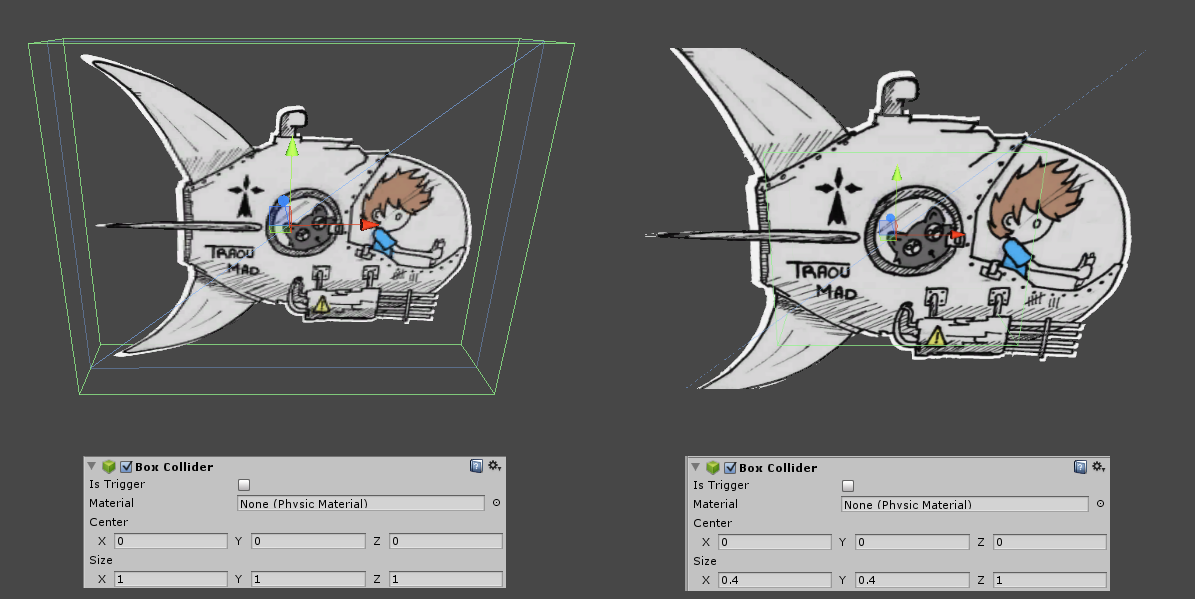 TRAOU
MAD
TRAOU
MAD
Box Collider
Is Trigger
Material None (Physic Material)
Center
X 0 Y 0 Z 0
Size
X 1 Y 1 Z 1
Box Collider
Is Trigger
Material None (Physic Material)
Center
X 0 Y 0 Z 0
Size
X 0.4 Y 0.4 Z 1